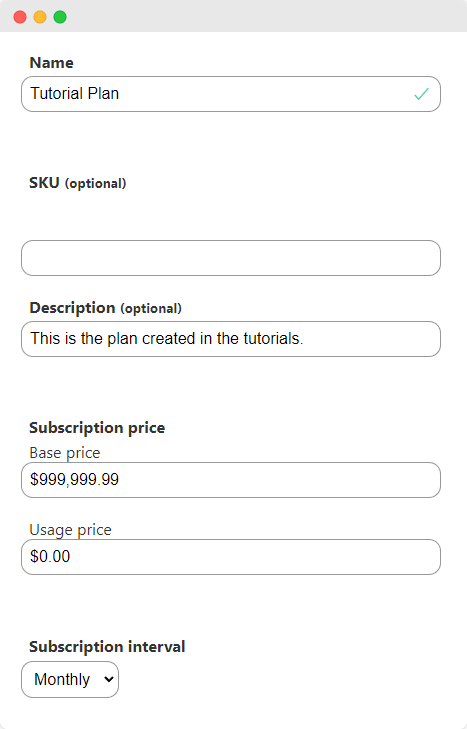 Name
Tutorial Plan
SKU (optional)
Description (optional)
This is the plan created in the tutorials.
Subscription price
Base price
$999,999.99
Usage price
$0.00
Subscription interval
Monthly